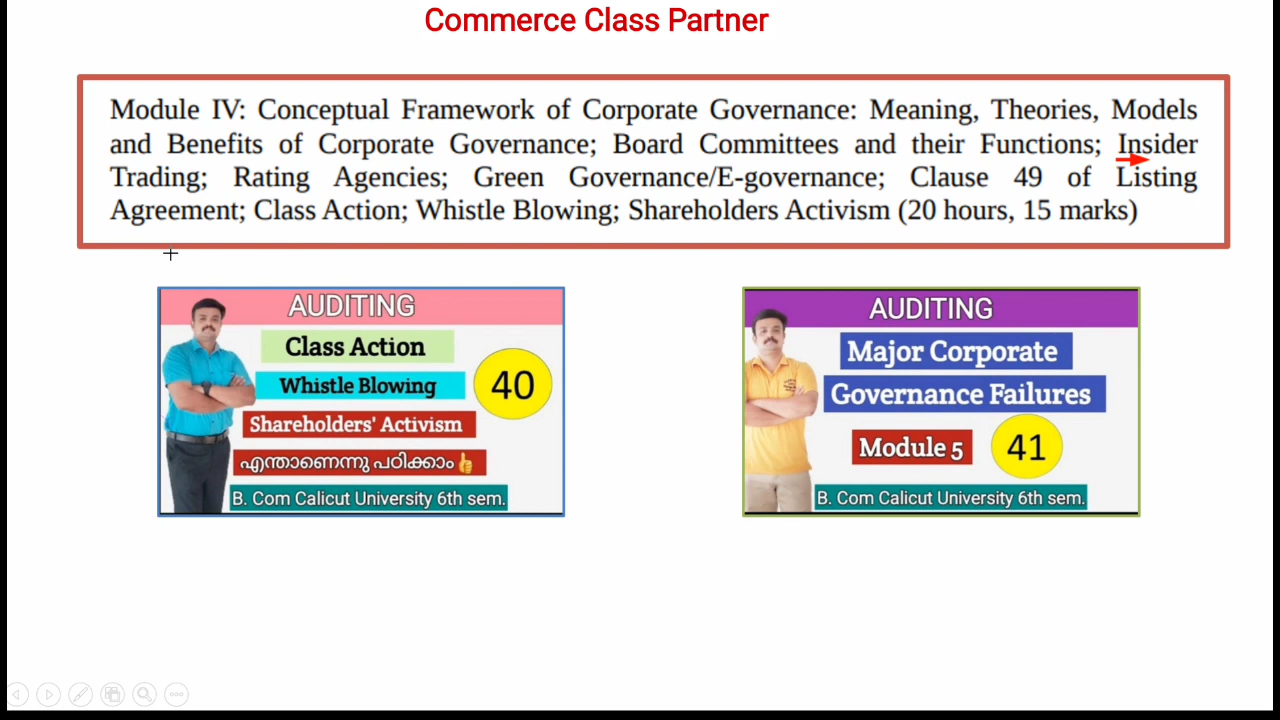 Commerce Class Partner
Module IV: Conceptual Framework of Corporate Governance: Meaning, Theories, Models
and Benefits of Corporate Governance; Board Committees and their Functions; Insider
Trading; Rating Agencies; Green Governance/E-governance; Clause 49 of Listing
Agreement; Class Action; Whistle Blowing; Shareholders Activism (20 hours, 15 marks)
AUDITING
Class Action
Whistle Blowing
40
Shareholders' Activism
എന്താണെന്നു പഠിക്കാം👍
B. Com Calicut University 6th sem.
AUDITING
Major Corporate
Governance Failures
Module 5
41
B. Com Calicut University 6th sem.